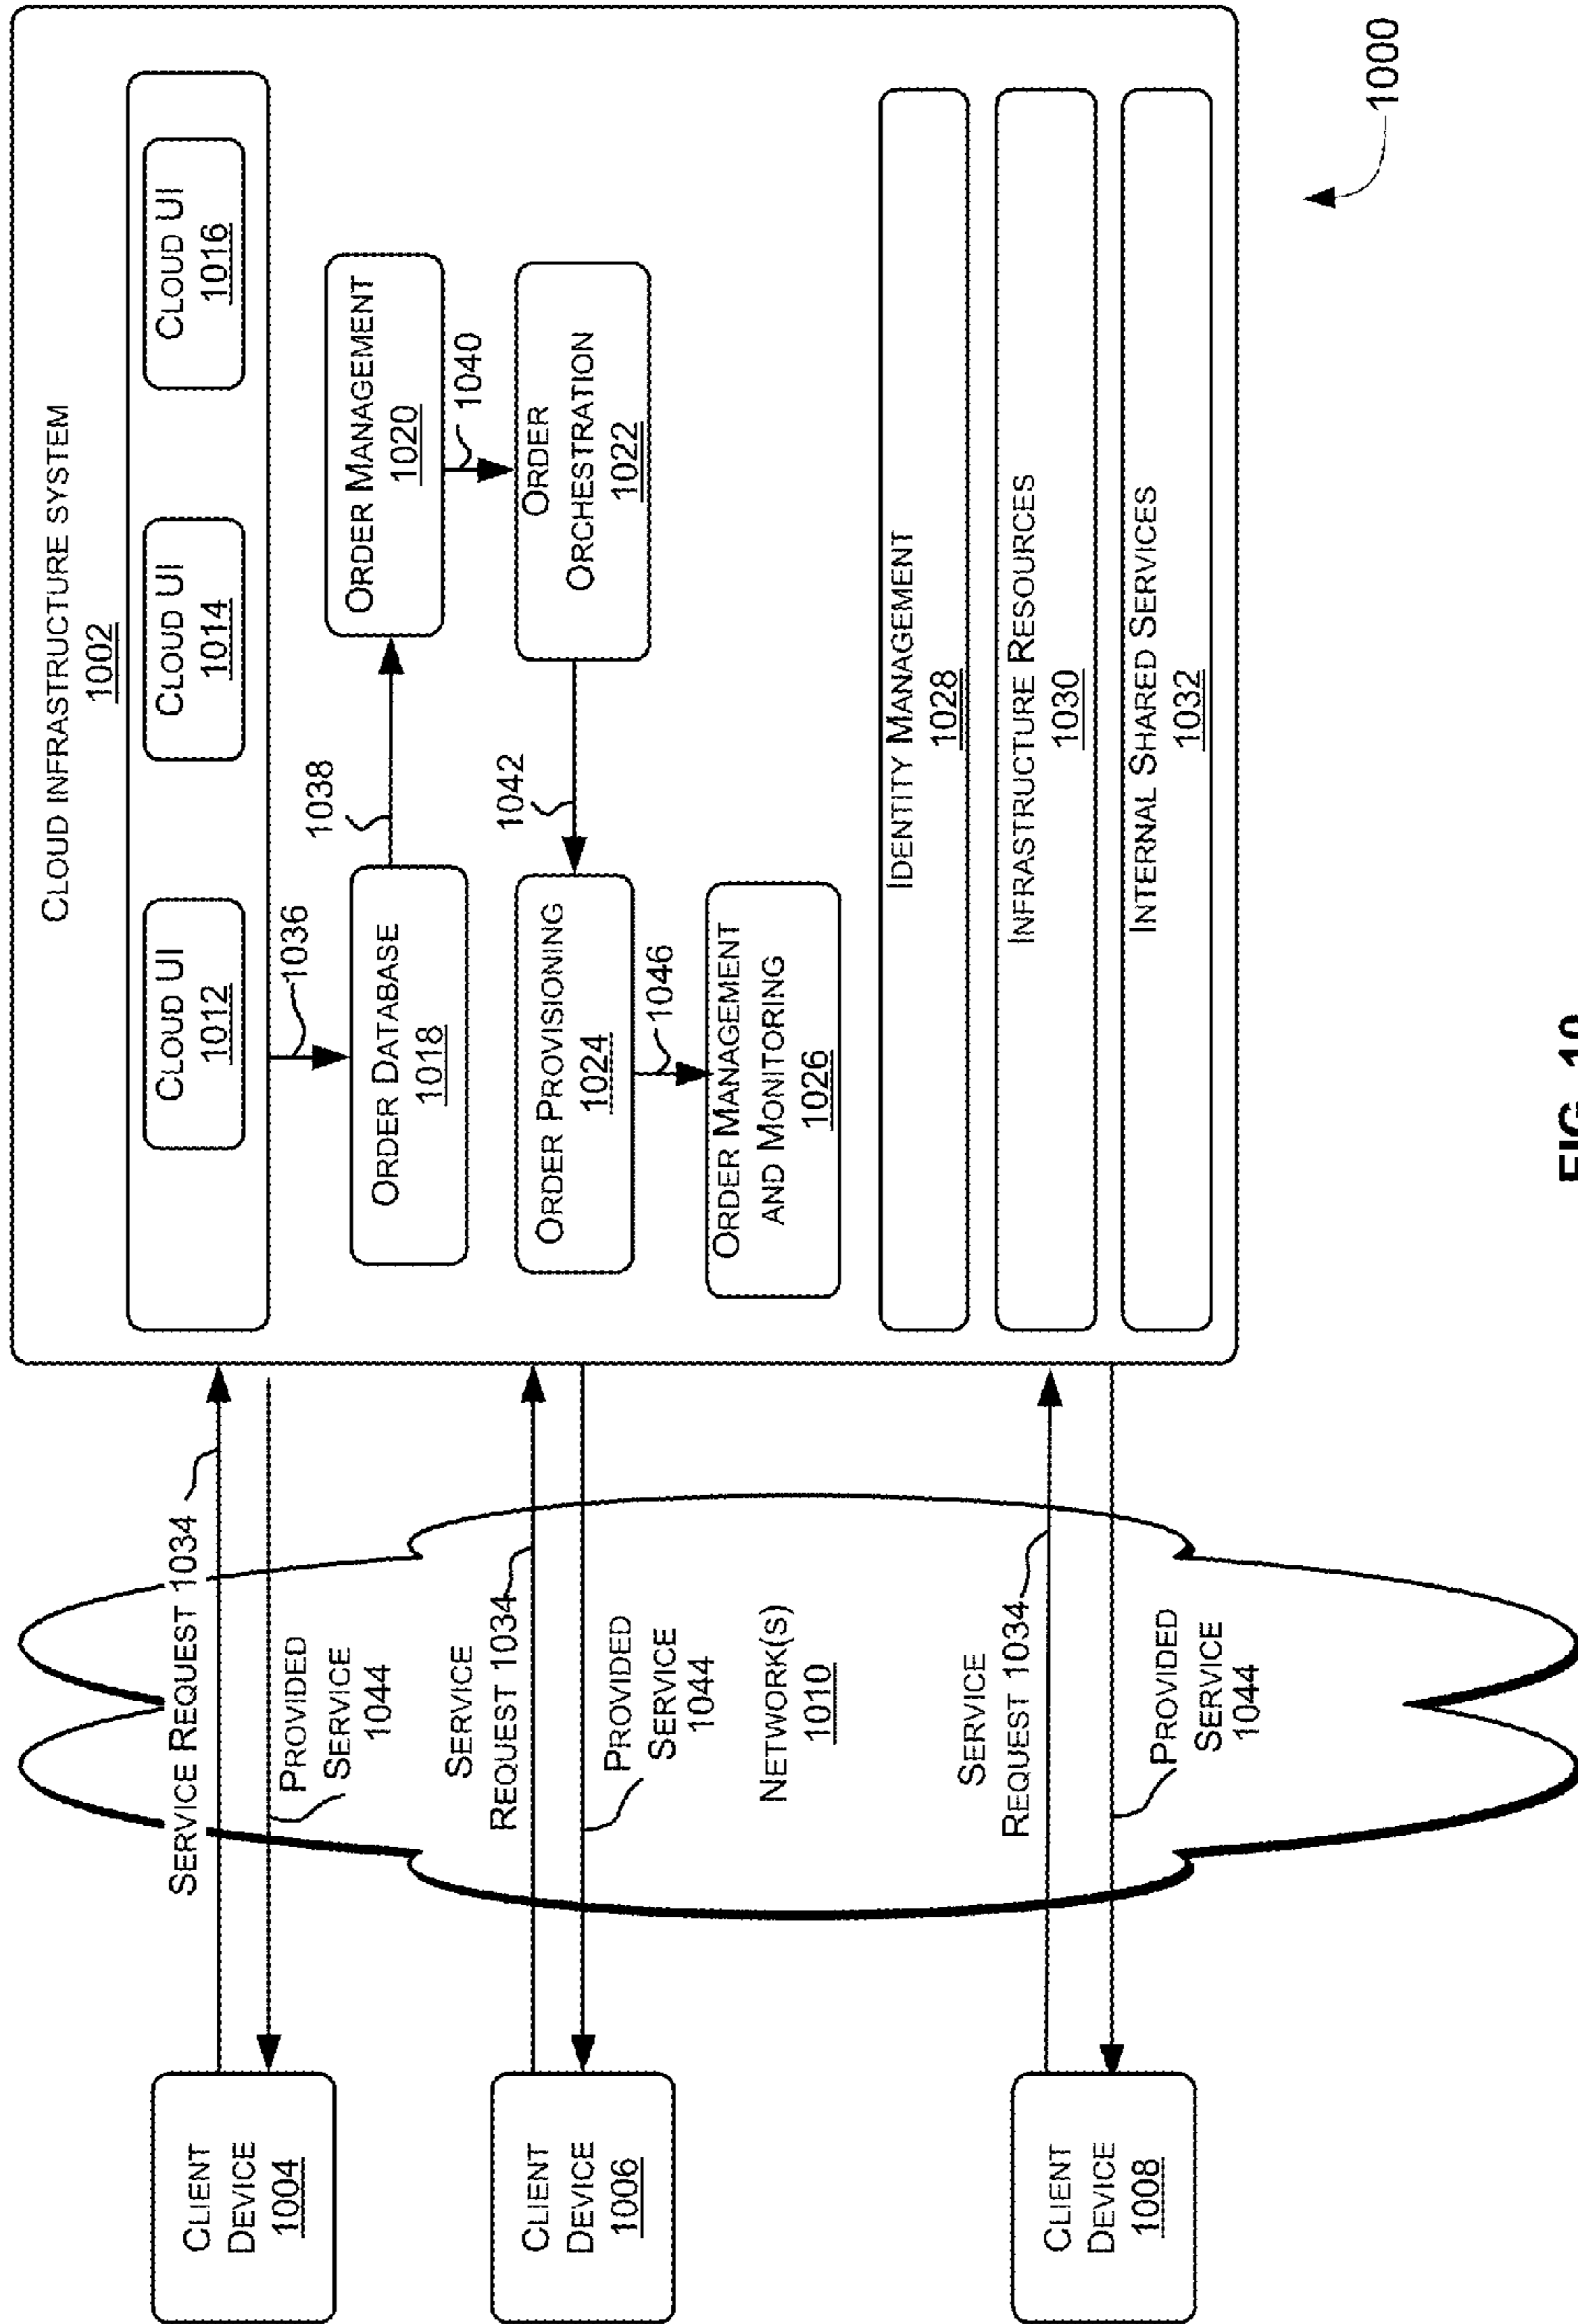 CLOUD INFRASTRUCTURE SYSTEM
1002
CLOUD UI
1012
CLOUD UI
1014
CLOUD UI
1016
1036
ORDER DATABASE
1018
1038
ORDER MANAGEMENT
1020
1040
ORDER
ORCHESTRATION
1022
1042
ORDER PROVISIONING
1024
1046
ORDER MANAGEMENT
AND MONITORING
1026
IDENTITY MANAGEMENT
1028
INFRASTRUCTURE RESOURCES
1030
INTERNAL SHARED SERVICES
1032
CLIENT
DEVICE
1004
SERVICE REQUEST 1034
PROVIDED
SERVICE
1044
CLIENT
DEVICE
1006
SERVICE
REQUEST 1034
PROVIDED
SERVICE
1044
NETWORK(S)
1010
CLIENT
DEVICE
1008
SERVICE
REQUEST 1034
PROVIDED
SERVICE
1044
1000
FIG. 10